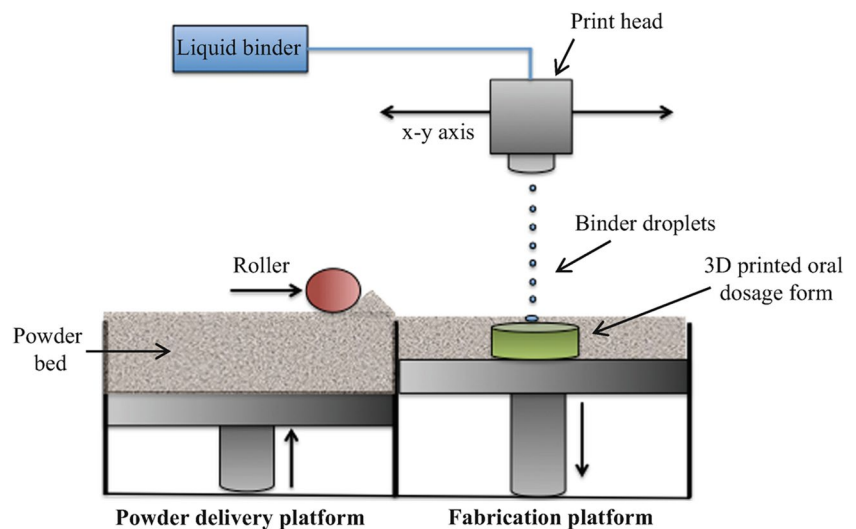 Print head
Liquid binder
x-y axis
Binder droplets
Roller
3D printed oral
dosage form
Powder
bed
Powder delivery platform
Fabrication platform